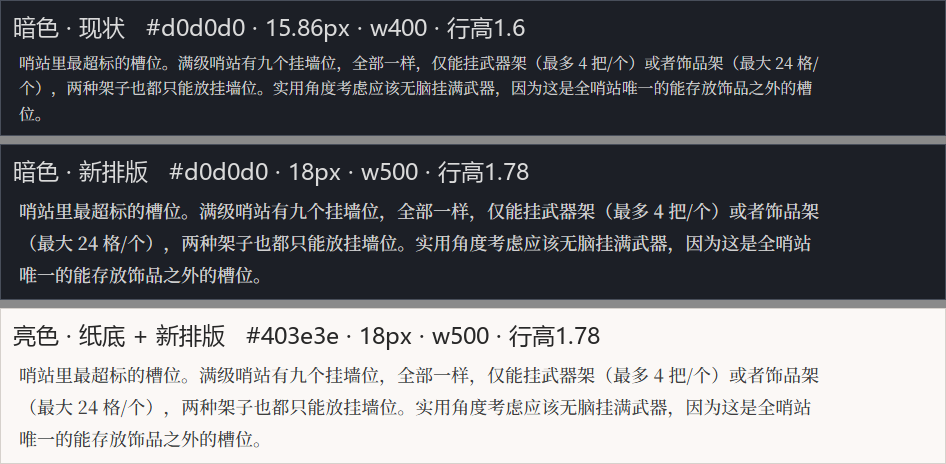 暗色 · 现状 #d0d0d0 · 15.86px · w400 · 行高1.6
哨站里最超标的槽位。满级哨站有九个挂墙位，全部一样，仅能挂武器架（最多 4 把/个）或者饰品架（最大 24 格/
个），两种架子也都只能放挂墙位。实用角度考虑应该无脑挂满武器，因为这是全哨站唯一的能存放饰品之外的槽
位。
暗色 · 新排版 #d0d0d0 · 18px · w500 · 行高1.78
哨站里最超标的槽位。满级哨站有九个挂墙位，全部一样，仅能挂武器架（最多 4 把/个）或者饰品架
（最大 24 格/个），两种架子也都只能放挂墙位。实用角度考虑应该无脑挂满武器，因为这是全哨站
唯一的能存放饰品之外的槽位。
亮色 · 纸底 + 新排版 #403e3e · 18px · w500 · 行高1.78
哨站里最超标的槽位。满级哨站有九个挂墙位，全部一样，仅能挂武器架（最多 4 把/个）或者饰品架
（最大 24 格/个），两种架子也都只能放挂墙位。实用角度考虑应该无脑挂满武器，因为这是全哨站
唯一的能存放饰品之外的槽位。